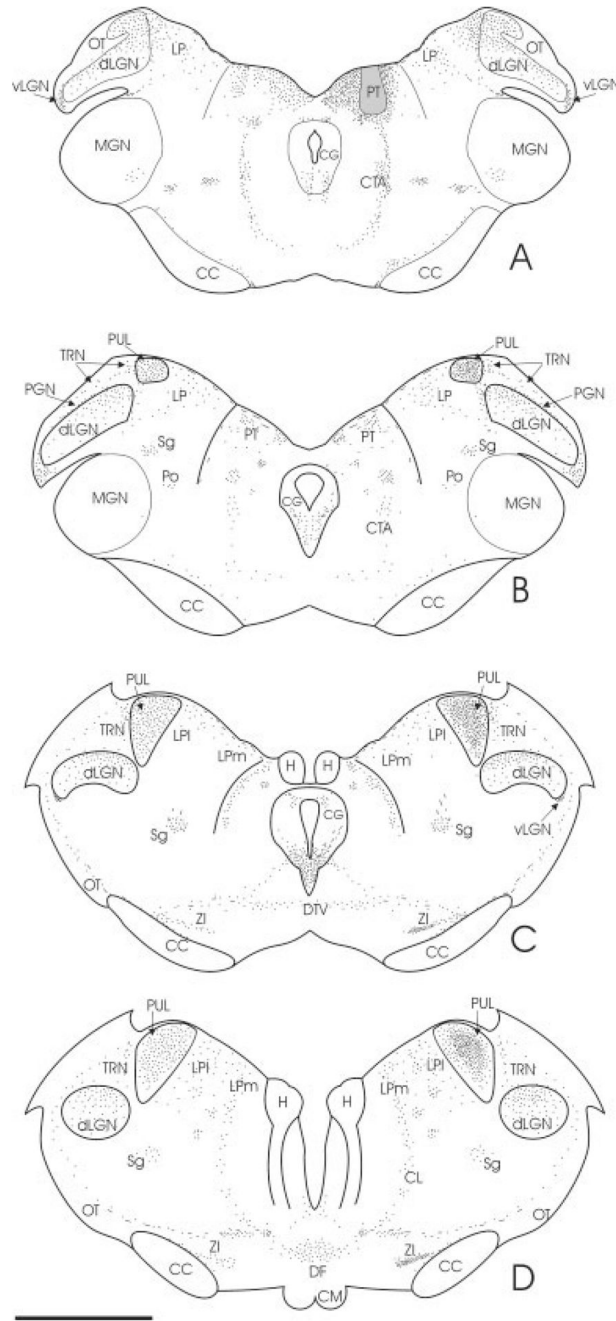 OT LP LP OT
dLGN dLGN
vLGN PT vLGN
MGN CG MGN
CTA
CC CC
A
PUL PUL
TRN TRN
PGN LP LP PGN
dLGN Sg PT PT Sg dLGN
Po Po
MGN CG MGN
CTA
CC CC
B
PUL PUL
TRN LPl LPl TRN
LPm H H LPm
dLGN dLGN
CG
Sg Sg vLGN
OT
DTV
ZI ZI
CC CC
C
PUL PUL
TRN LPl LPl TRN
LPm LPm
H H
dLGN dLGN
Sg CL Sg
OT OT
ZI ZI
CC DF CC
CM
D